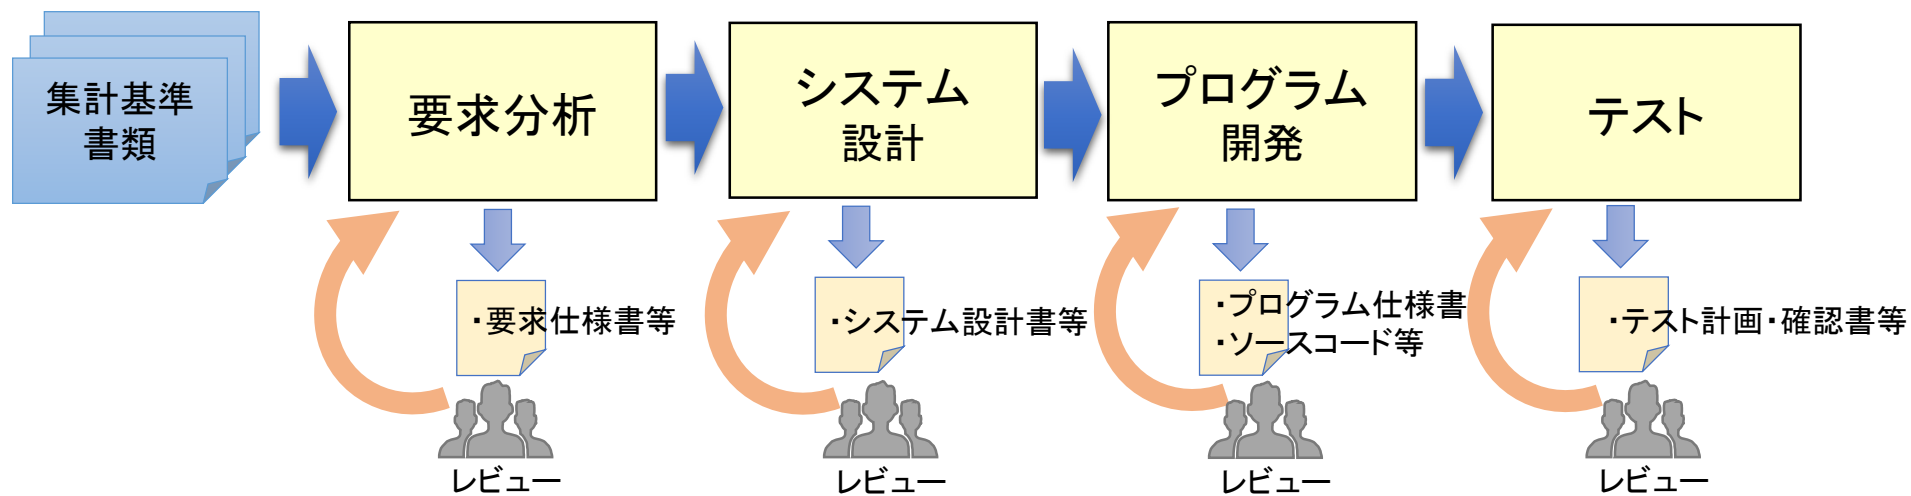 集計基準
書類
要求分析
システム
設計
プログラム
開発
テスト
・要求仕様書等
・システム設計書等
・プログラム仕様書
・ソースコード等
・テスト計画・確認書等
レビュー
レビュー
レビュー
レビュー